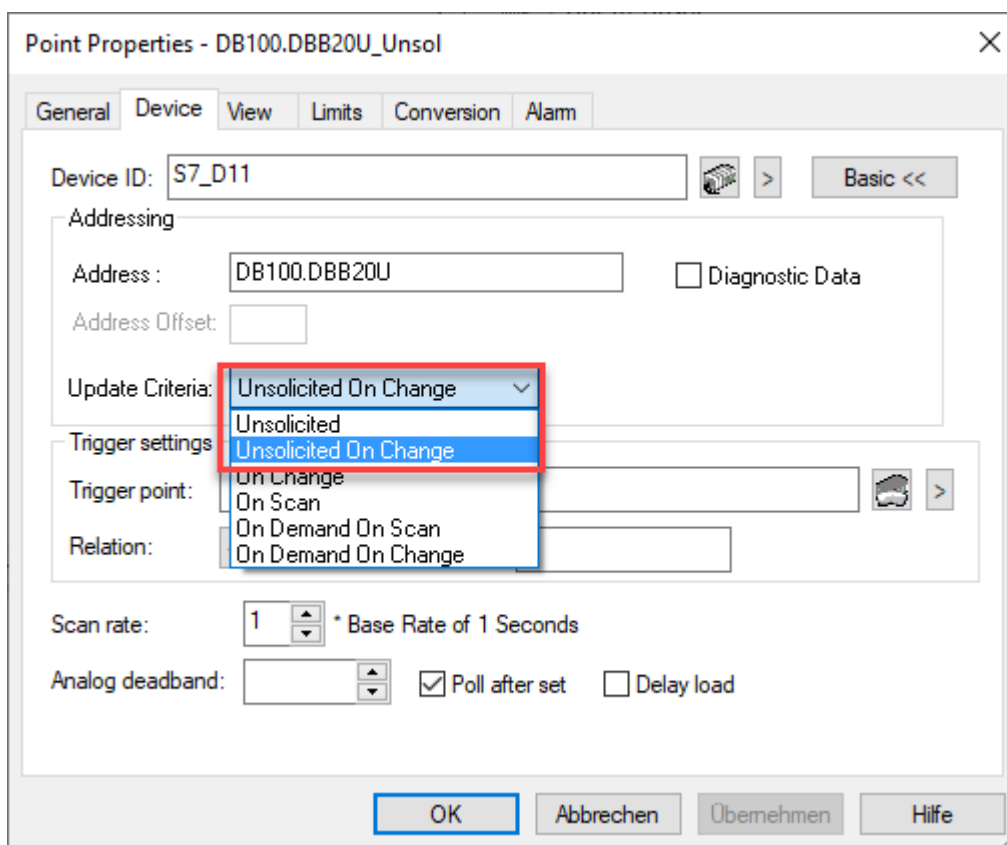 Point Properties - DB100.DBB20U_Unsol
General Device View Limits Conversion Alarm
Device ID: S7_D11 > Basic <<
Addressing
Address : DB100.DBB20U Diagnostic Data
Address Offset:
Update Criteria: Unsolicited On Change
Unsolicited
Trigger settings Unsolicited On Change
On Change
Trigger point: >
On Scan
On Demand On Scan
Relation:
On Demand On Change
Scan rate: 1 * Base Rate of 1 Seconds
Analog deadband: Poll after set Delay load
OK Abbrechen Übernehmen Hilfe